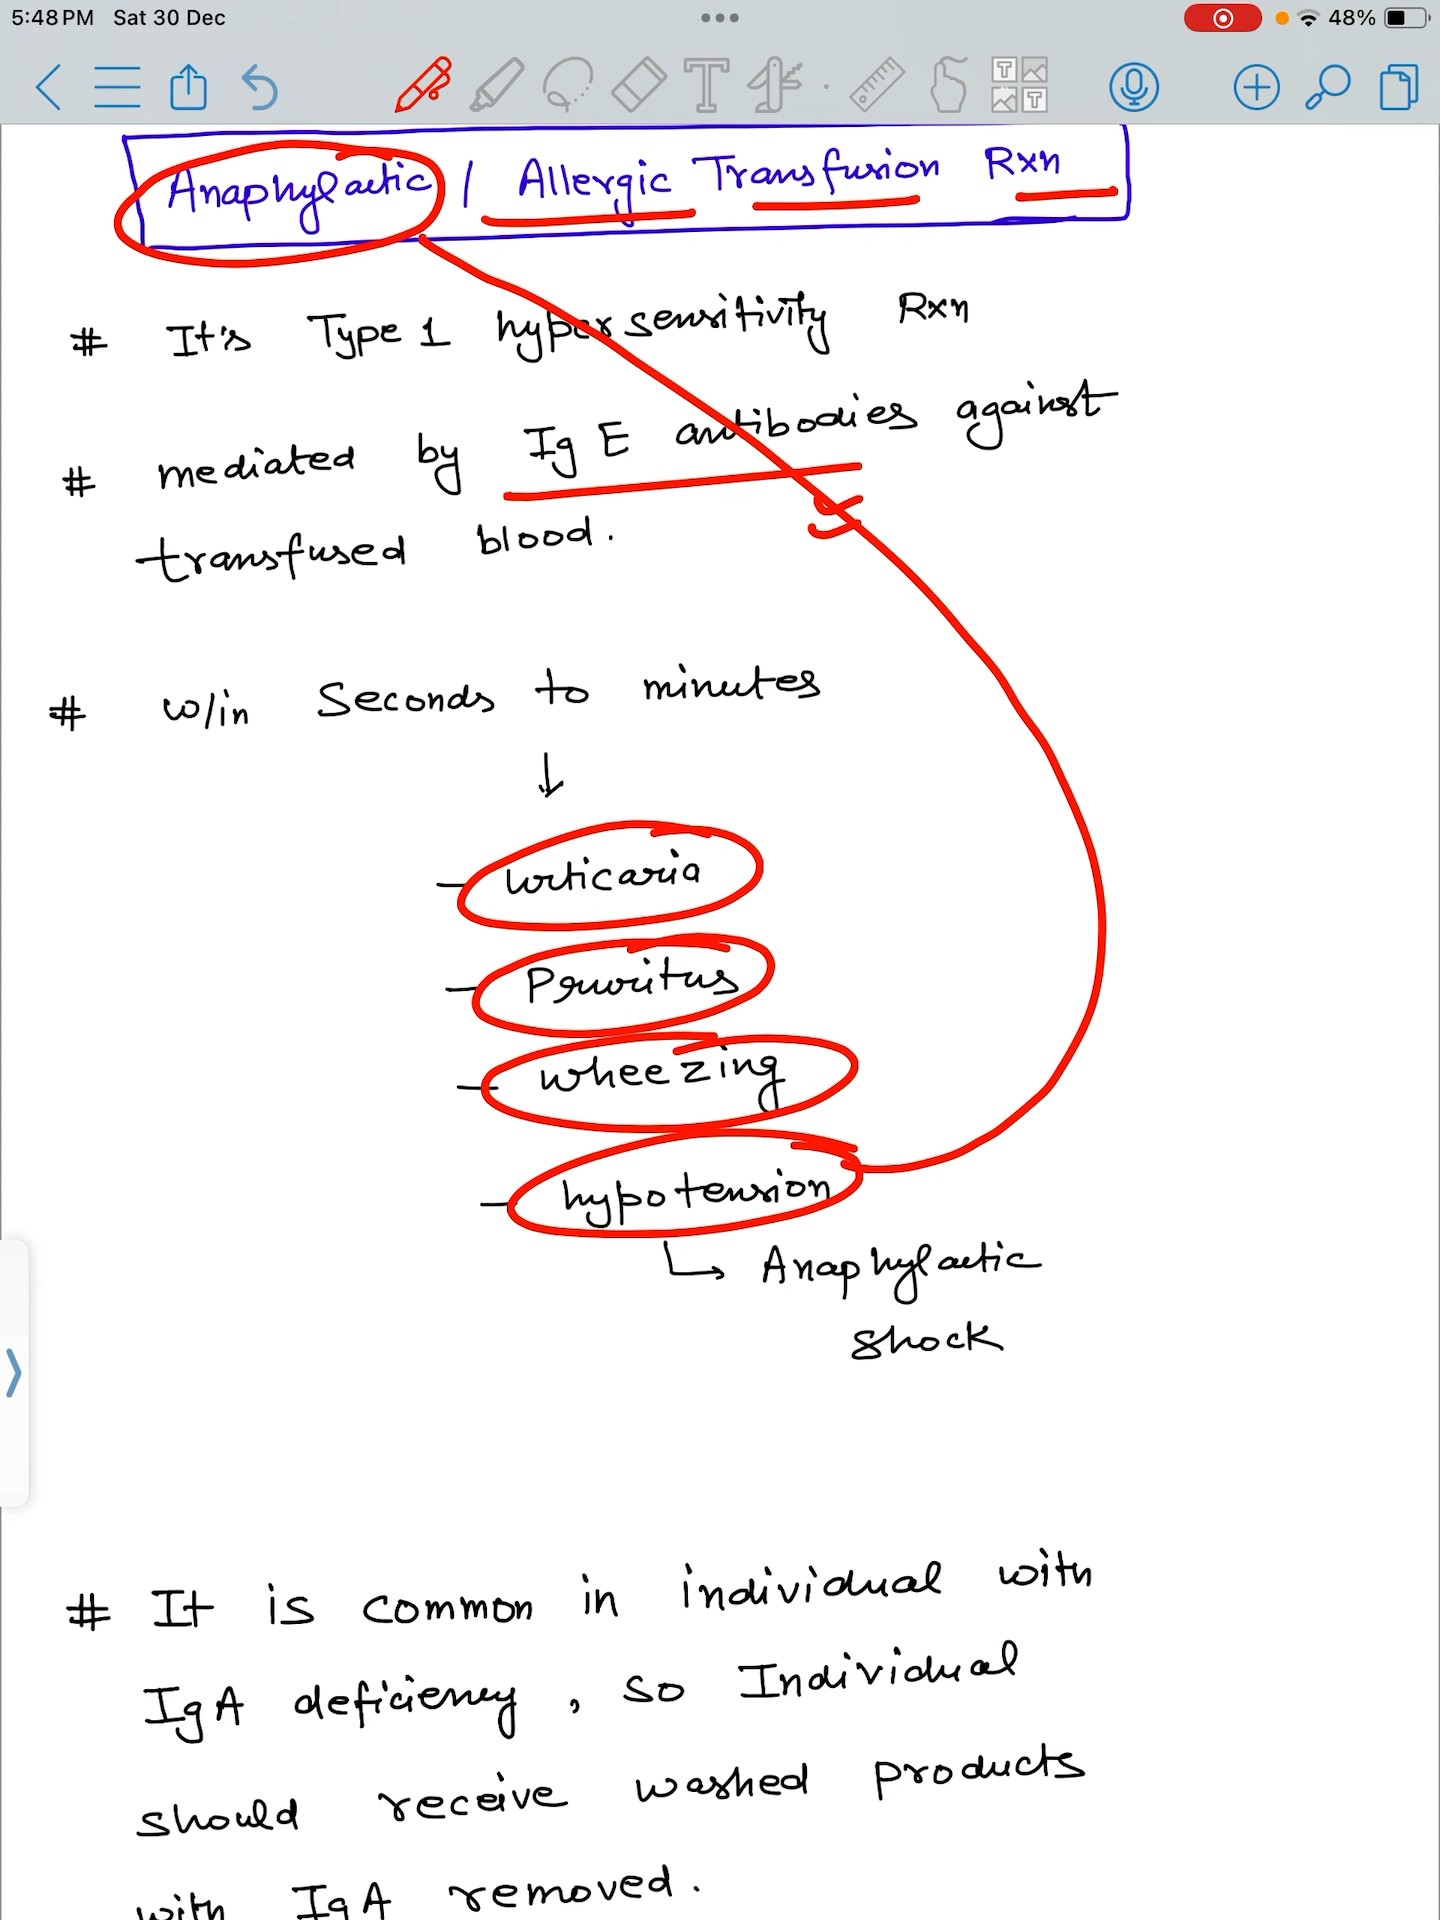 5:48 PM Sat 30 Dec
48%
Anaphylactic / Allergic Transfusion Rxn
# It's Type 1 hypersensitivity Rxn
# mediated by IgE antibodies against
transfused blood.
# w/in Seconds to minutes
↓
- Urticaria
- Pruritus
- wheezing
- hypotension
↳ Anaphylactic
shock
# It is common in individual with
IgA deficiency, so Individual
should receive washed products
with IgA removed.